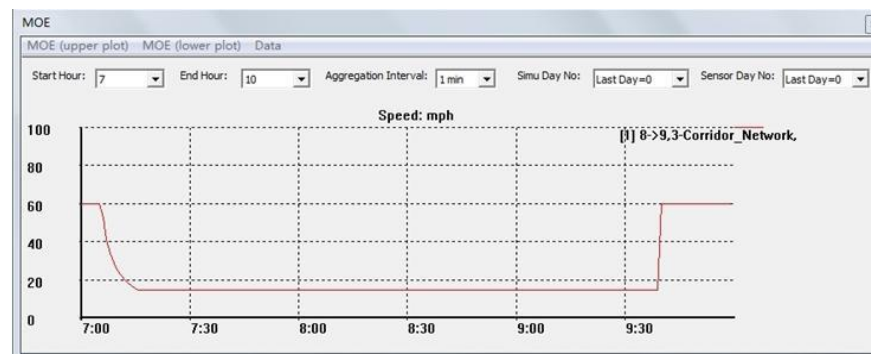 MOE
MOE (upper plot) MOE (lower plot) Data
Start Hour: 7 End Hour: 10 Aggregation Interval: 1 min Simu Day No: Last Day=0 Sensor Day No: Last Day=0
Speed: mph
[1] 8->9,3-Corridor_Network,
100
80
60
40
20
0
7:00 7:30 8:00 8:30 9:00 9:30